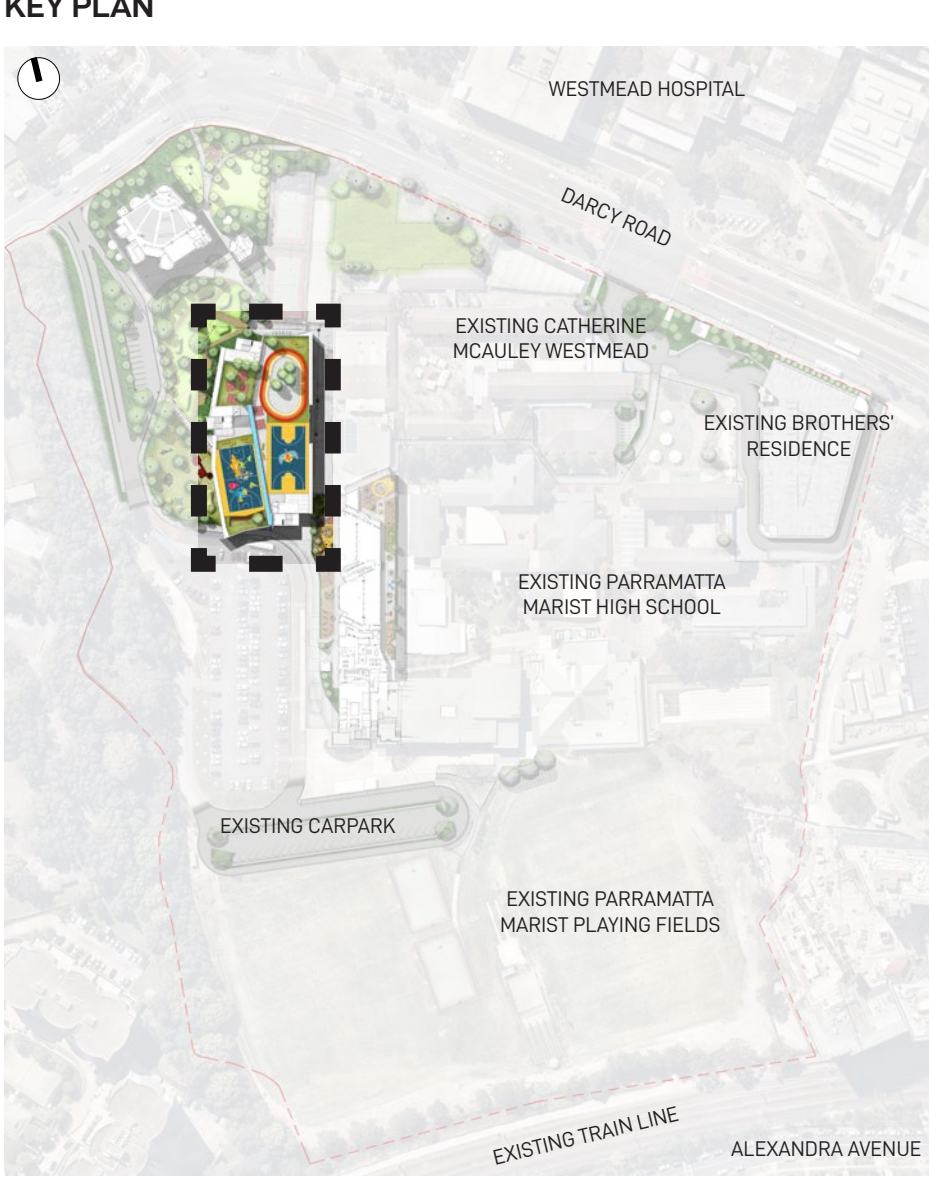 KEY PLAN
WESTMEAD HOSPITAL
DARCY ROAD
EXISTING CATHERINE
MCAULEY WESTMEAD
EXISTING BROTHERS'
RESIDENCE
EXISTING PARRAMATTA
MARIST HIGH SCHOOL
EXISTING CARPARK
EXISTING PARRAMATTA
MARIST PLAYING FIELDS
EXISTING TRAIN LINE
ALEXANDRA AVENUE